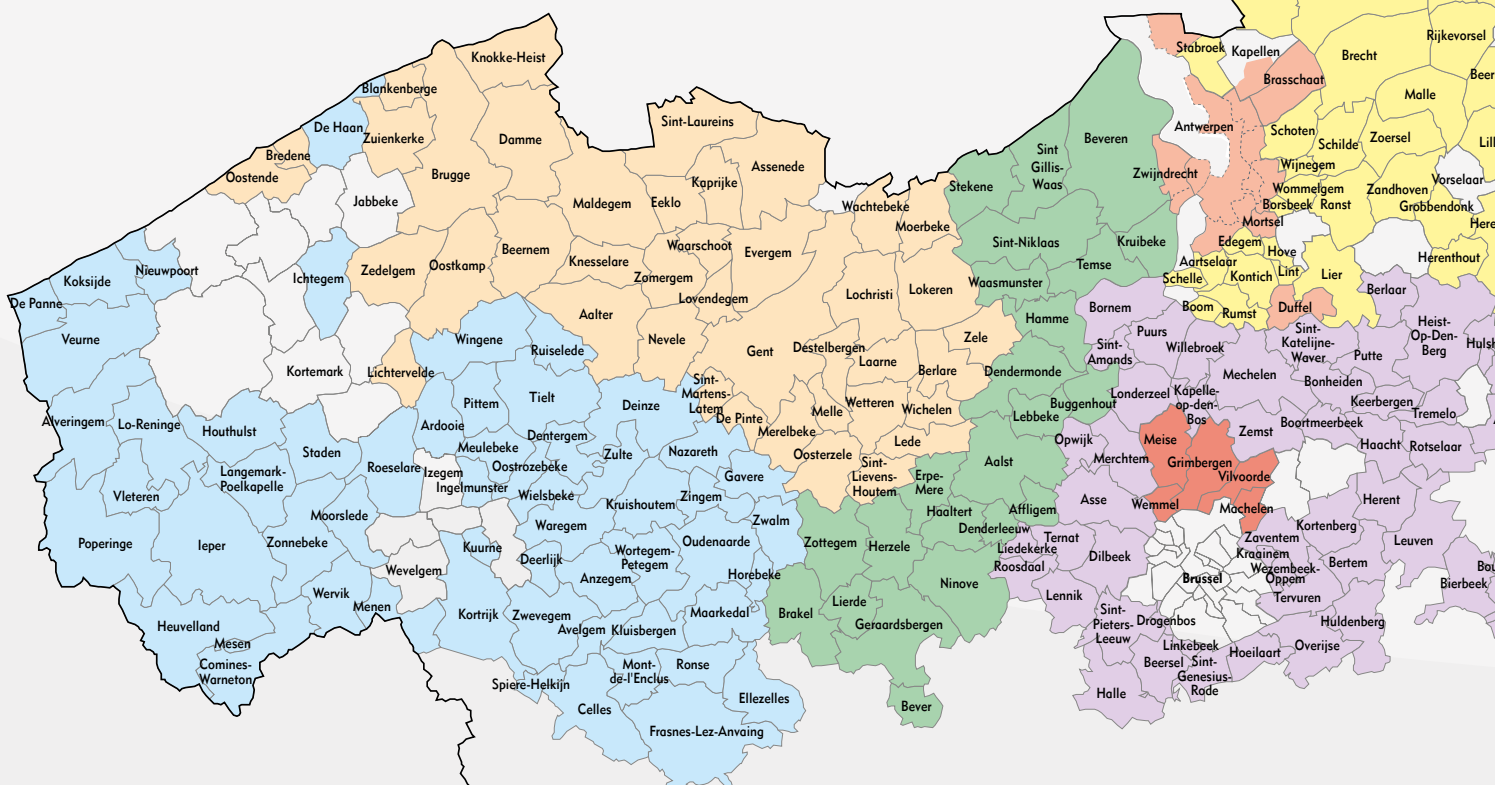 Knokke-Heist
Blankenberge
De Haan
Zuienkerke
Damme
Bredene
Oostende
Brugge
Jabbeke
Sint-Laureins
Assenede
Kaprijke
Maldegem
Eeklo
Wachtebeke
Moerbeke
Stekene
Sint
Gillis-
Waas
Beveren
Stabroek
Kapellen
Brasschaat
Brecht
Rijkevorsel
Beer
Malle
Antwerpen
Schoten
Schilde
Zoersel
Lill
Zwijndrecht
Wijnegem
Wommelgem
Borsbeek
Ranst
Zandhoven
Vorselaar
Grobbendonk
Mortsel
Here
Koksijde
Nieuwpoort
De Panne
Veurne
Ichtegem
Zedelgem
Oostkamp
Beernem
Knesselare
Waarschoot
Zomergem
Evergem
Lovendegem
Aalter
Nevele
Lochristi
Lokeren
Sint-Niklaas
Kruibeke
Temse
Waasmunster
Edegem
Hove
Aartselaar
Schelle
Kontich
Lint
Lier
Herenthout
Berlaar
Boom
Rumst
Duffel
Bornem
Hamme
Puurs
Sint-
Amands
Willebroek
Sint-
Katelijne-
Waver
Putte
Heist-
Op-Den-
Berg
Hulsh
Kortemark
Lichtervelde
Wingene
Ruiselede
Gent
Destelbergen
Laarne
Zele
Berlare
Dendermonde
Sint-
Martens-
Latem
De Pinte
Melle
Wetteren
Wichelen
Merelbeke
Lede
Oosterzele
Sint-
Lievens-
Houtem
Lebbeke
Buggenhout
Londerzeel
Kapelle-
op-den-
Bos
Mechelen
Bonheiden
Keerbergen
Tremelo
Boortmeerbeek
Zemst
Haacht
Rotselaar
Alveringem
Lo-Reninge
Houthulst
Staden
Langemark-
Poelkapelle
Vleteren
Poperinge
Ieper
Zonnebeke
Moorslede
Roeselare
Ardooie
Pittem
Tielt
Meulebeke
Dentergem
Oostrozebeke
Izegem
Ingelmunster
Wielsbeke
Deinze
Zulte
Nazareth
Gavere
Kruishoutem
Zingem
Zwalm
Waregem
Oudenaarde
Wortegem-
Petegem
Kuurne
Deerlijk
Anzegem
Horebeke
Wevelgem
Wervik
Menen
Kortrijk
Zwevegem
Avelgem
Kluisbergen
Maarkedal
Heuvelland
Mesen
Comines-
Warneton
Spiere-Helkijn
Mont-
de-l'Enclus
Ronse
Celles
Ellezelles
Frasnes-Lez-Anvaing
Erpe-
Mere
Aalst
Haaltert
Affligem
Denderleeuw
Zottegem
Herzele
Ninove
Brakel
Lierde
Geraardsbergen
Bever
Opwijk
Merchtem
Meise
Grimbergen
Vilvoorde
Asse
Wemmel
Machelen
Herent
Kortenberg
Leuven
Liedekerke
Ternat
Roosdaal
Dilbeek
Zaventem
Kraainem
Wezembeek-
Oppem
Bertem
Bou
Bierbeek
Brussel
Tervuren
Lennik
Sint-
Pieters-
Leeuw
Drogenbos
Huldenberg
Linkebeek
Overijse
Hoeilaart
Beersel
Sint-
Genesius-
Rode
Halle